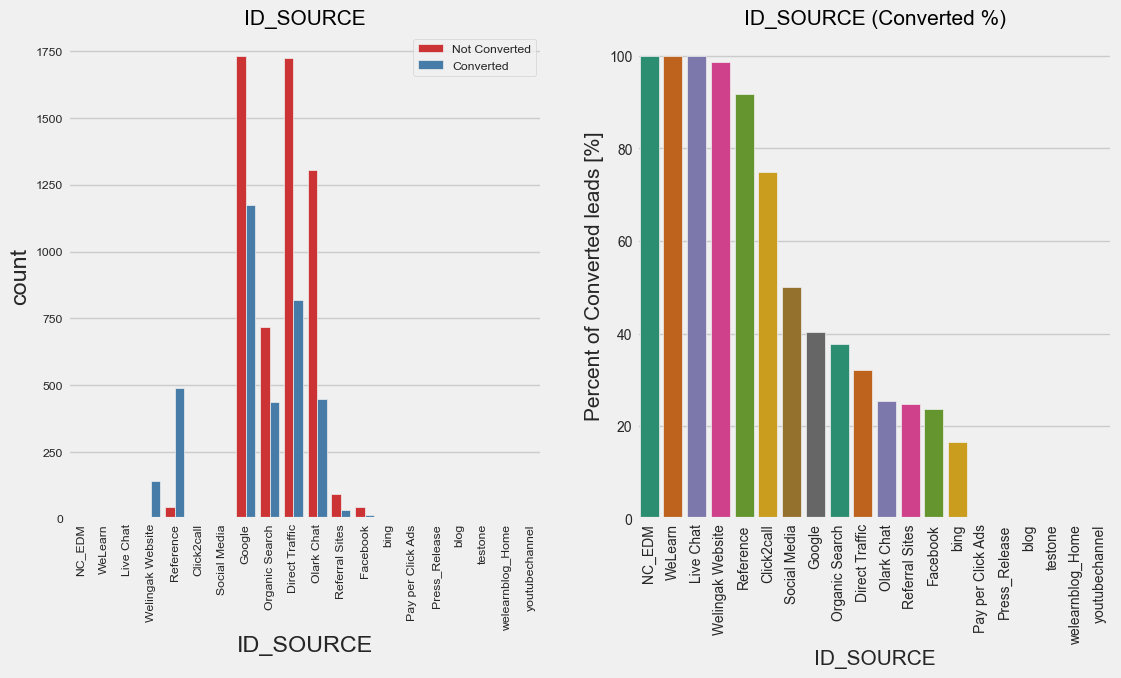 ID_SOURCE
Not Converted
Converted
count
1750
1500
1250
1000
750
500
250
0
NC_EDM
WeLearn
Live Chat
Welingak Website
Reference
Click2call
Social Media
Google
Organic Search
Direct Traffic
Olark Chat
Referral Sites
Facebook
bing
Pay per Click Ads
Press_Release
blog
testone
welearnblog_Home
youtubechannel
ID_SOURCE
ID_SOURCE (Converted %)
Percent of Converted leads [%]
100
80
60
40
20
0
NC_EDM
WeLearn
Live Chat
Welingak Website
Reference
Click2call
Social Media
Google
Organic Search
Direct Traffic
Olark Chat
Referral Sites
Facebook
bing
Pay per Click Ads
Press_Release
blog
testone
welearnblog_Home
youtubechannel
ID_SOURCE